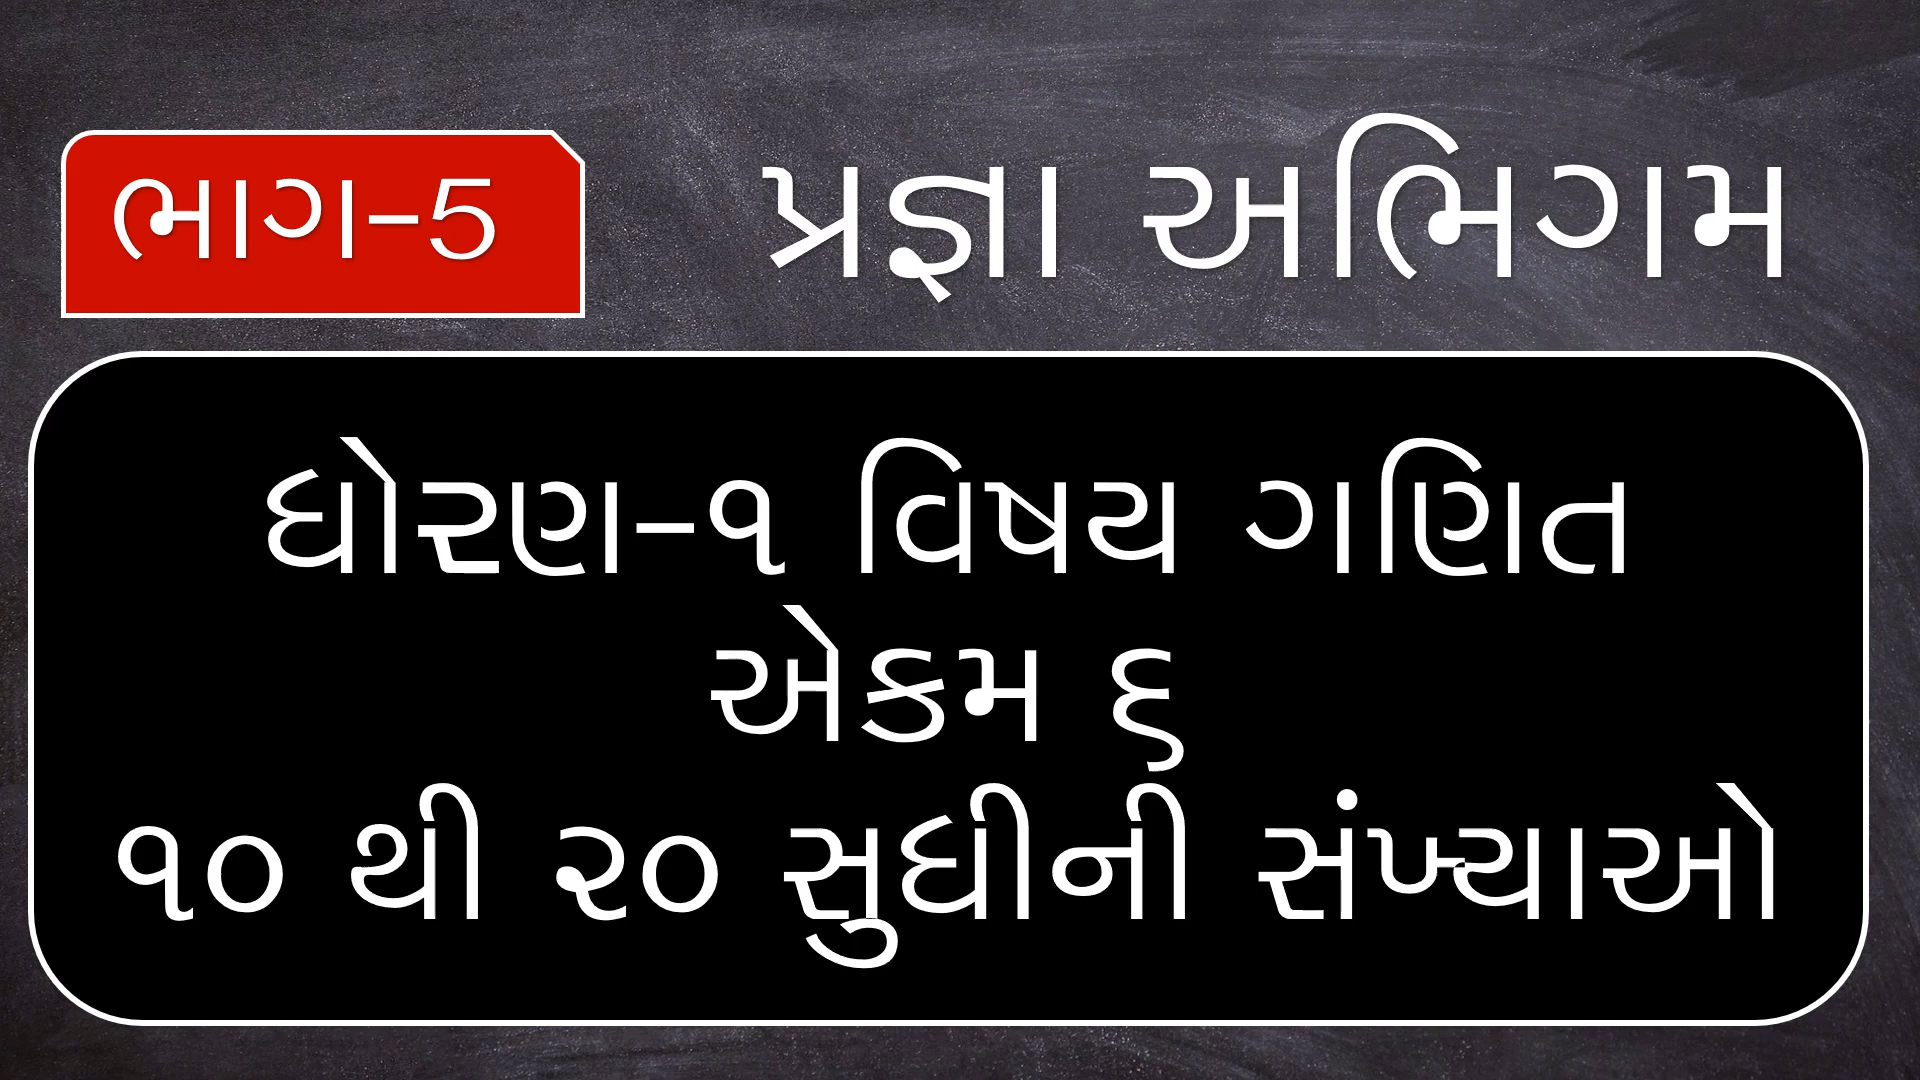 ભાગ–5
પ્રજ્ઞા અભિગમ
ધોરણ–૧ વિષય ગણિત
એકમ ૬
૧૦ થી ૨૦ સુધીની સંખ્યાઓ